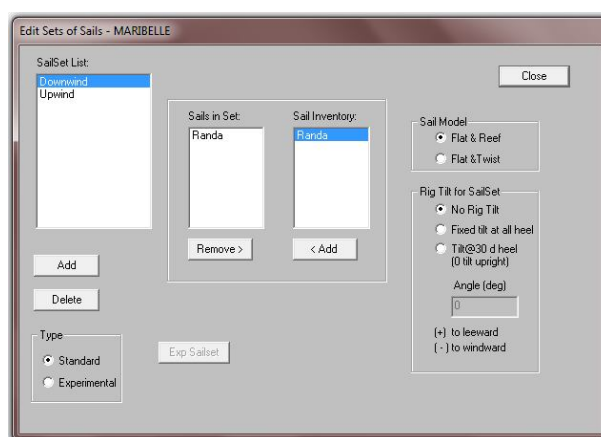 Edit Sets of Sails - MARIBELLE
SailSet List:
Downwind
Upwind
Close
Sails in Set:
Randa
Sail Inventory:
Randa
Remove >
< Add
Sail Model
Flat & Reef
Flat &Twist
Rig Tilt for SailSet
No Rig Tilt
Fixed tilt at all heel
Tilt@30 d heel
(0 tilt upright)
Angle (deg)
0
(+) to leeward
( - ) to windward
Add
Delete
Type
Standard
Experimental
Exp Sailset